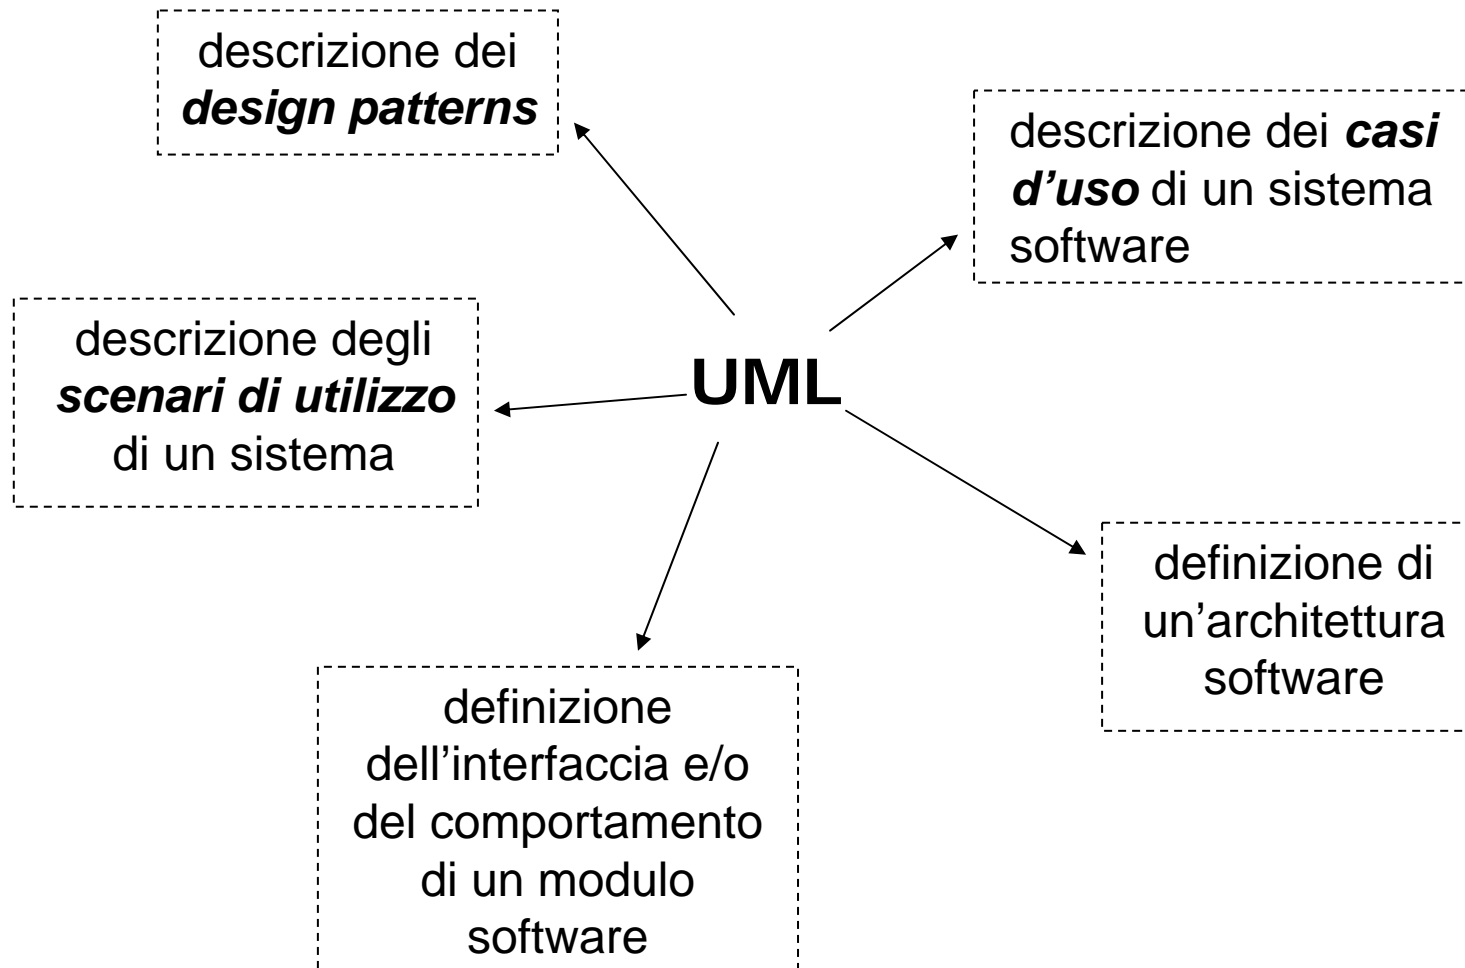 descrizione dei
design patterns
descrizione dei casi
d’uso di un sistema
software
descrizione degli
scenari di utilizzo
di un sistema
UML
definizione di
un’architettura
software
definizione
dell’interfaccia e/o
del comportamento
di un modulo
software